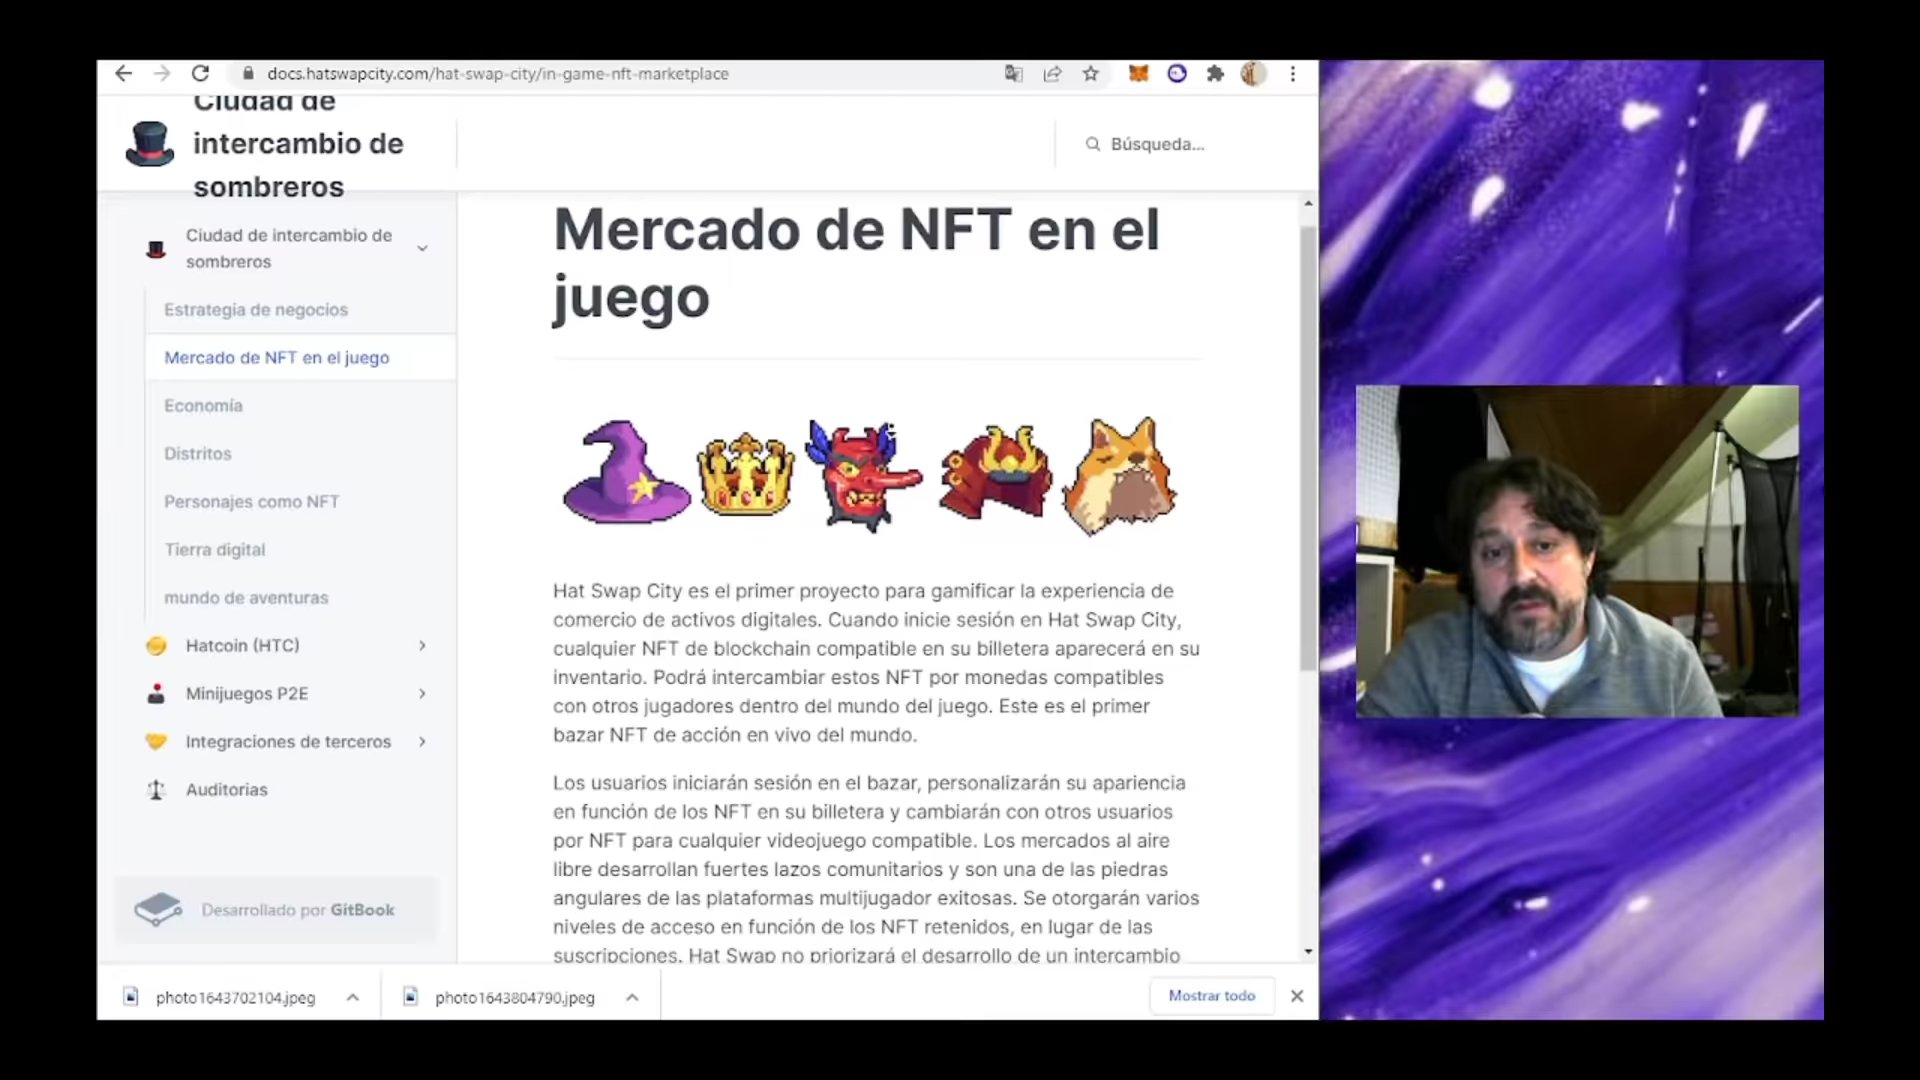 docs.hatswapcity.com/hat-swap-city/in-game-nft-marketplace
Ciudad de
intercambio de
sombreros
Búsqueda...
Ciudad de intercambio de
sombreros
Estrategia de negocios
Mercado de NFT en el juego
Economía
Distritos
Personajes como NFT
Tierra digital
mundo de aventuras
Hatcoin (HTC)
Minijuegos P2E
Integraciones de terceros
Auditorias
Desarrollado por GitBook
Mercado de NFT en el
juego
Hat Swap City es el primer proyecto para gamificar la experiencia de
comercio de activos digitales. Cuando inicie sesión en Hat Swap City,
cualquier NFT de blockchain compatible en su billetera aparecerá en su
inventario. Podrá intercambiar estos NFT por monedas compatibles
con otros jugadores dentro del mundo del juego. Este es el primer
bazar NFT de acción en vivo del mundo.
Los usuarios iniciarán sesión en el bazar, personalizarán su apariencia
en función de los NFT en su billetera y cambiarán con otros usuarios
por NFT para cualquier videojuego compatible. Los mercados al aire
libre desarrollan fuertes lazos comunitarios y son una de las piedras
angulares de las plataformas multijugador exitosas. Se otorgarán varios
niveles de acceso en función de los NFT retenidos, en lugar de las
suscripciones. Hat Swap no priorizará el desarrollo de un intercambio
photo1643702104.jpeg
photo1643804790.jpeg
Mostrar todo